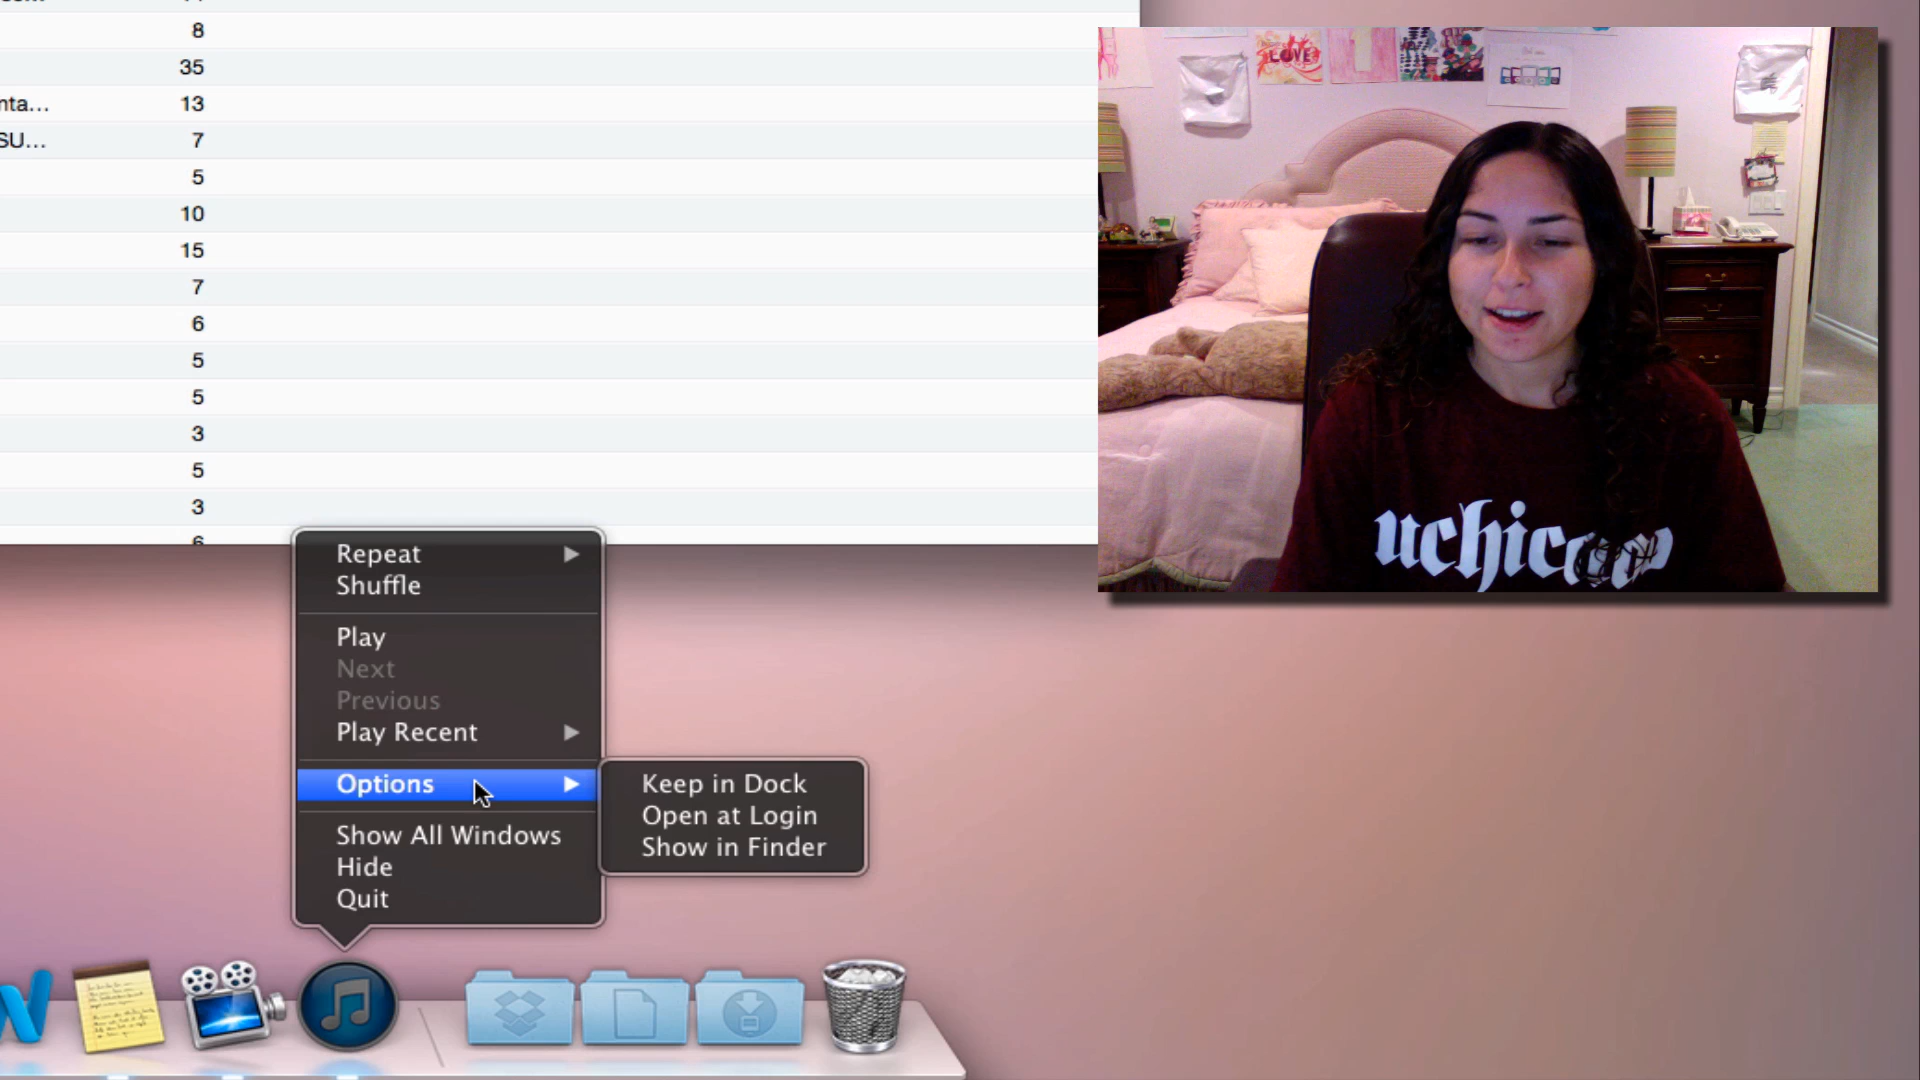 8
35
nta... 13
SU... 7
5
10
15
7
6
5
5
3
5
3
6
LOVE
Repeat
Shuffle
Play
Next
Previous
Play Recent
Options
Keep in Dock
Open at Login
Show in Finder
Show All Windows
Hide
Quit